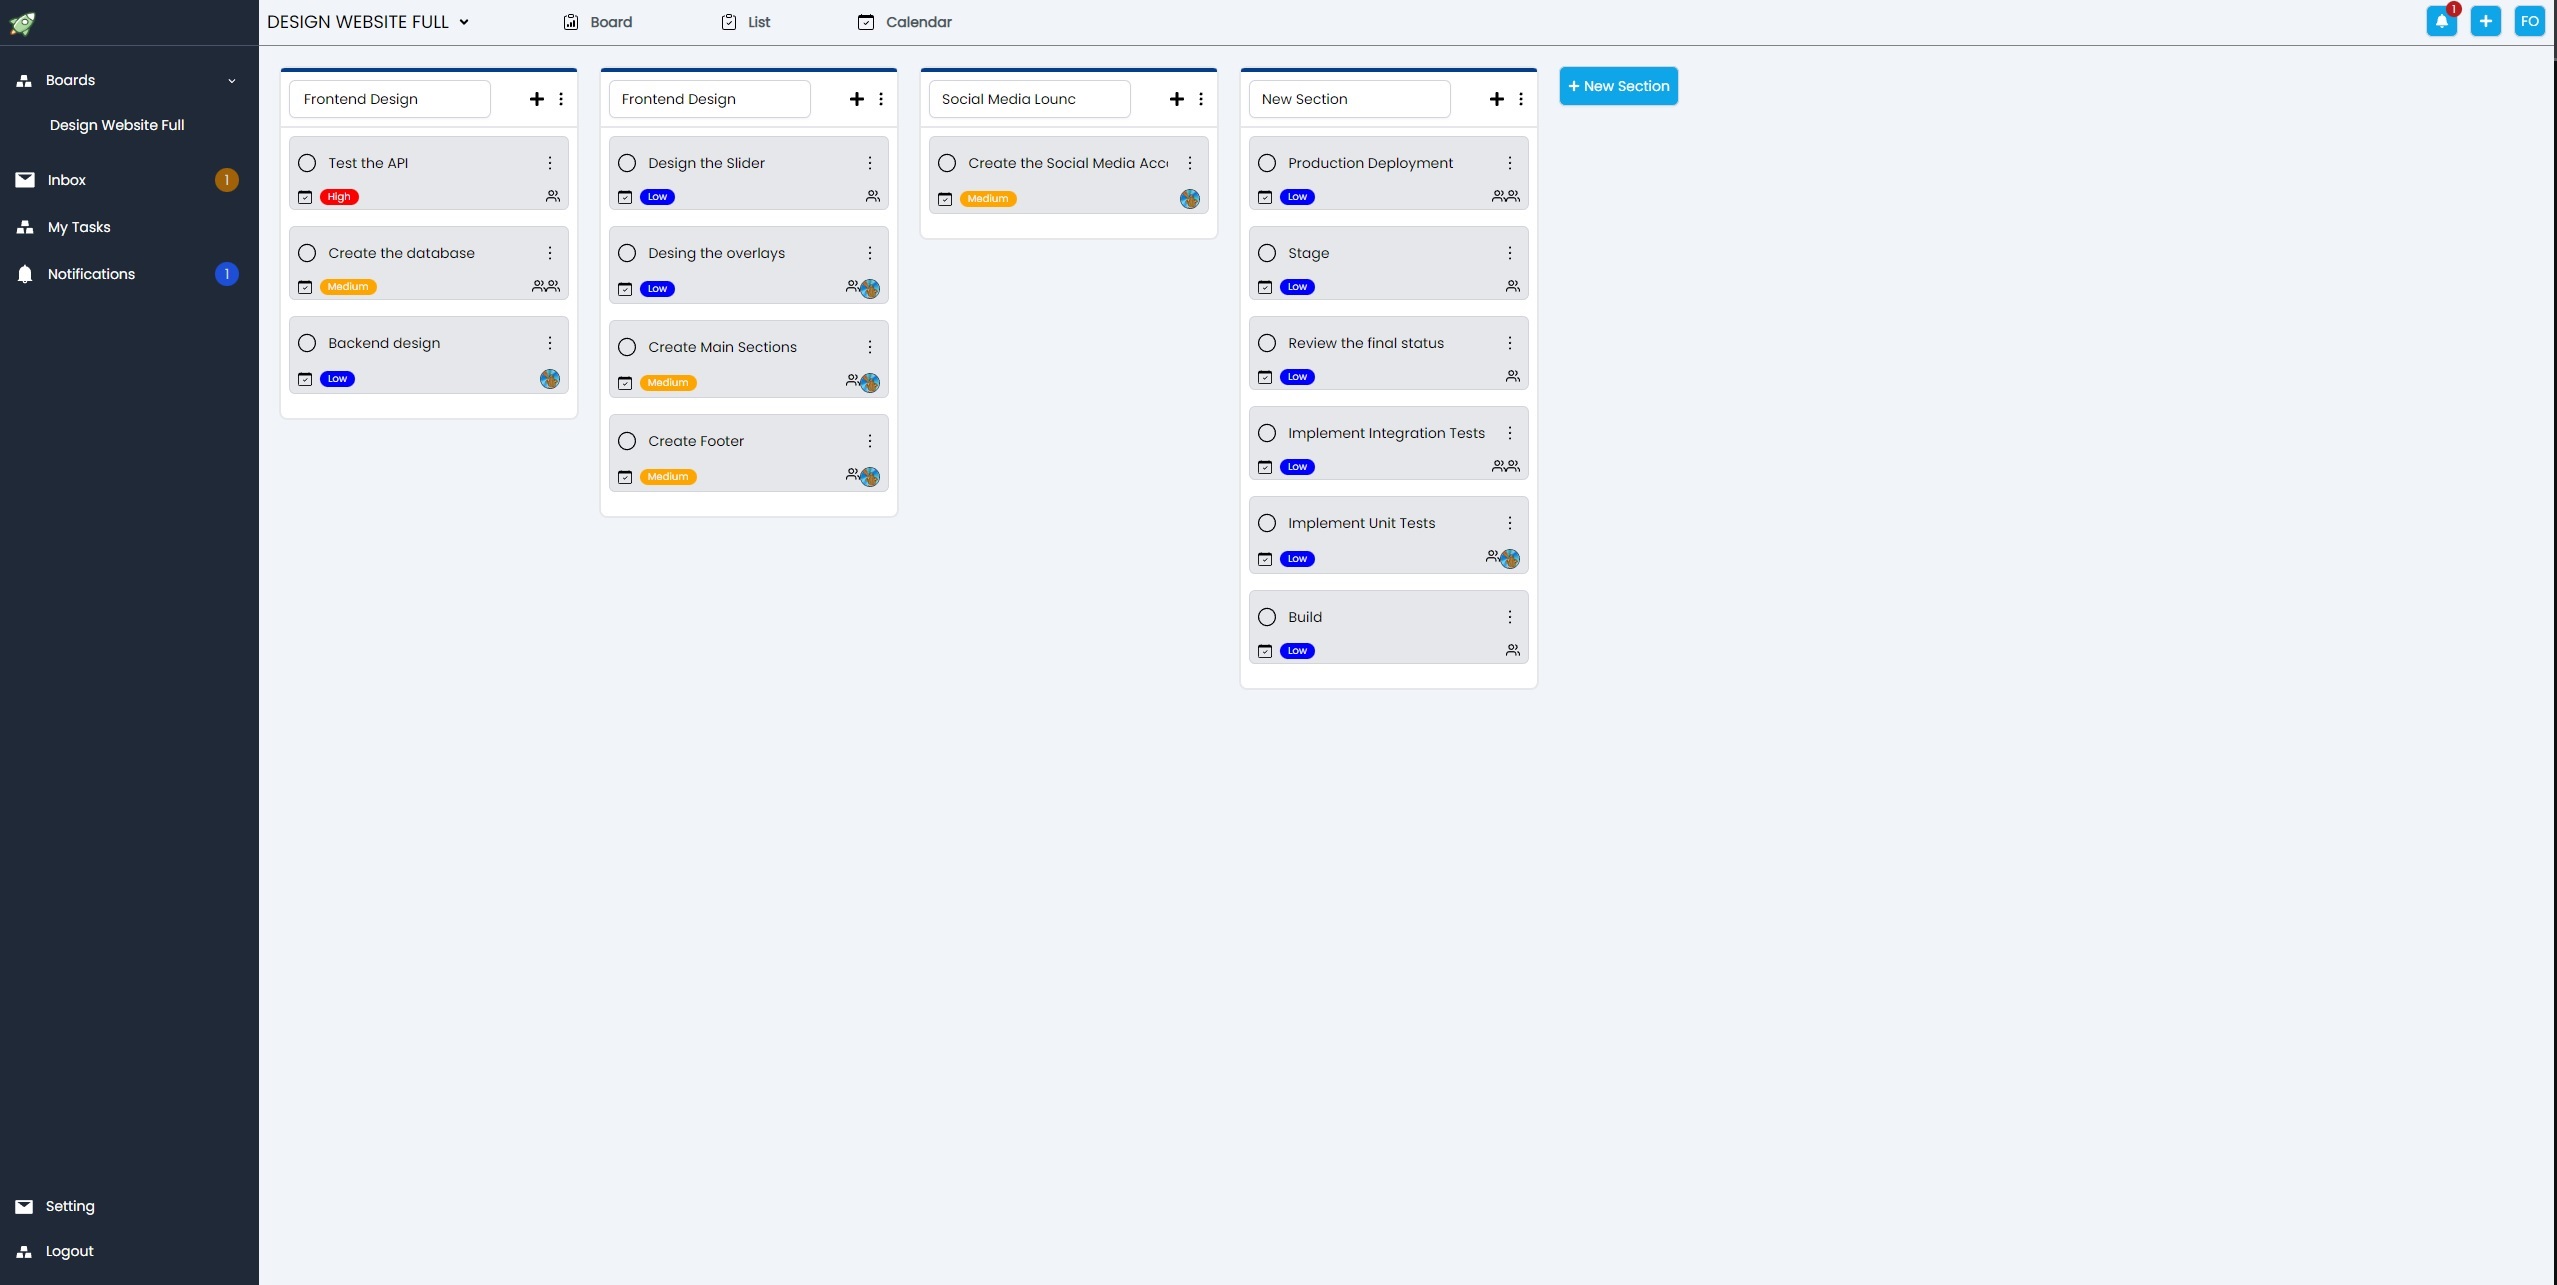 DESIGN WEBSITE FULL
Board
List
Calendar
1
FO
Boards
Design Website Full
Inbox
1
My Tasks
Notifications
1
Setting
Logout
Frontend Design
Test the API
High
Create the database
Medium
Backend design
Low
Frontend Design
Design the Slider
Low
Desing the overlays
Low
Create Main Sections
Medium
Create Footer
Medium
Social Media Lounc
Create the Social Media Acc
Medium
New Section
Production Deployment
Low
Stage
Low
Review the final status
Low
Implement Integration Tests
Low
Implement Unit Tests
Low
Build
Low
+ New Section